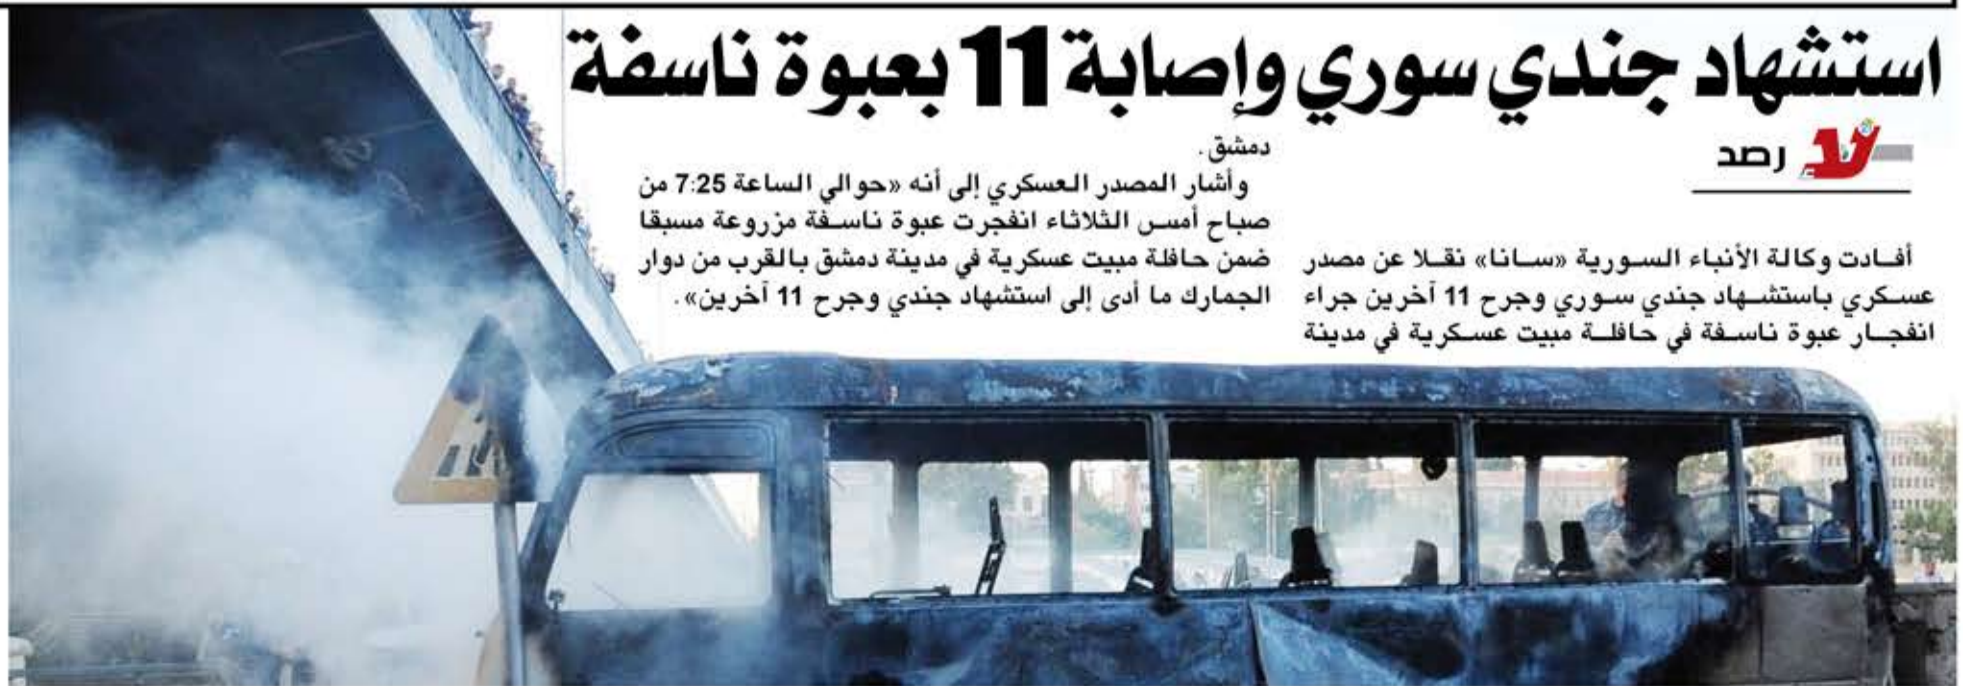 استشهاد جندي سوري وإصابة 11 بعبوة ناسفة
رصد
أفادت وكالة الأنباء السورية «سانا» نقلا عن مصدر
عسكري باستشهاد جندي سوري وجرح 11 آخرين جراء
انفجار عبوة ناسفة في حافلة مبيت عسكرية في مدينة
دمشق.
وأشار المصدر العسكري إلى أنه «حوالي الساعة 7:25 من
صباح أمس الثلاثاء انفجرت عبوة ناسفة مزروعة مسبقا
ضمن حافلة مبيت عسكرية في مدينة دمشق بالقرب من دوار
الجمارك ما أدى إلى استشهاد جندي وجرح 11 آخرين».